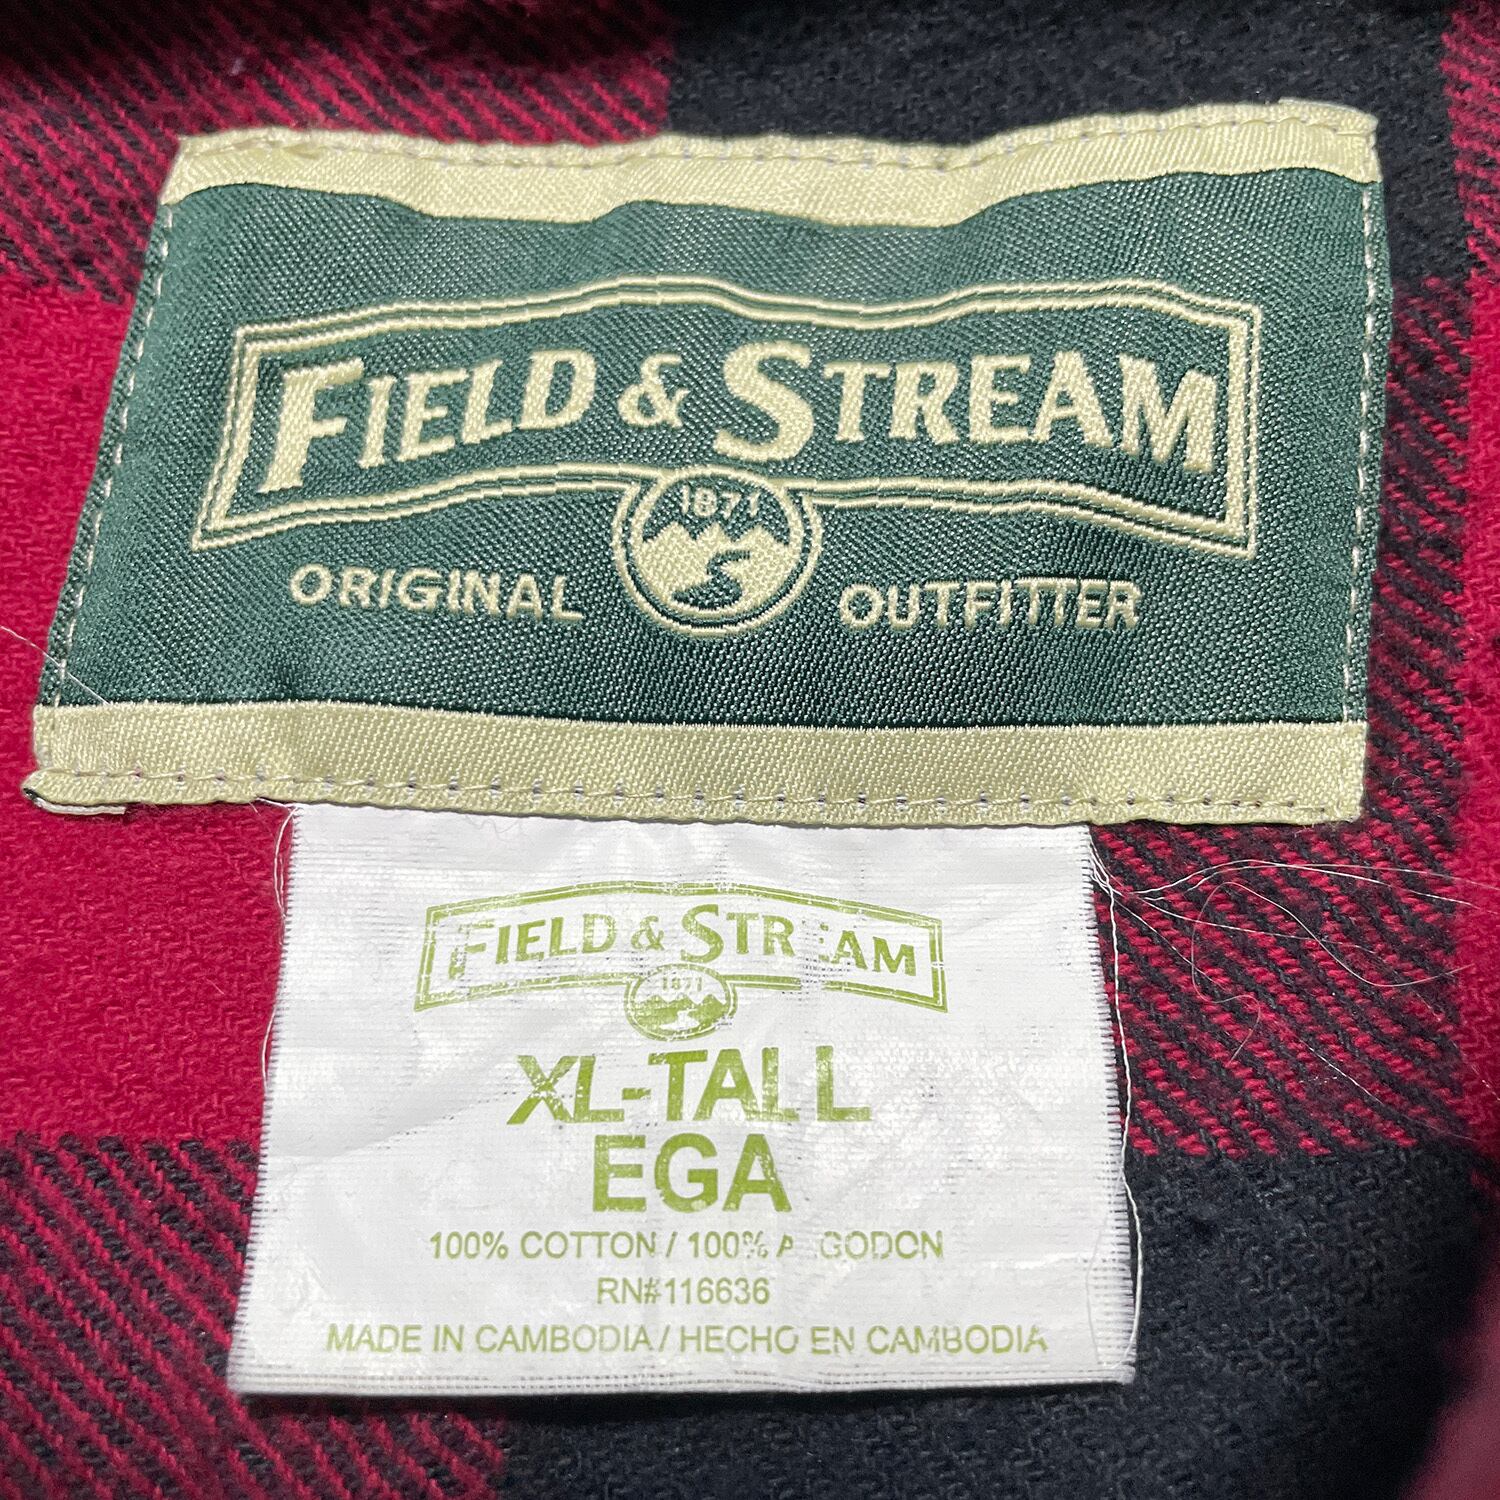 FIELD & STREAM
1871
ORIGINAL OUTFITTER
FIELD & STREAM
1871
XL-TALL
EGA
100% COTTON / 100% ALGODON
RN#116636
MADE IN CAMBODIA / HECHO EN CAMBODIA